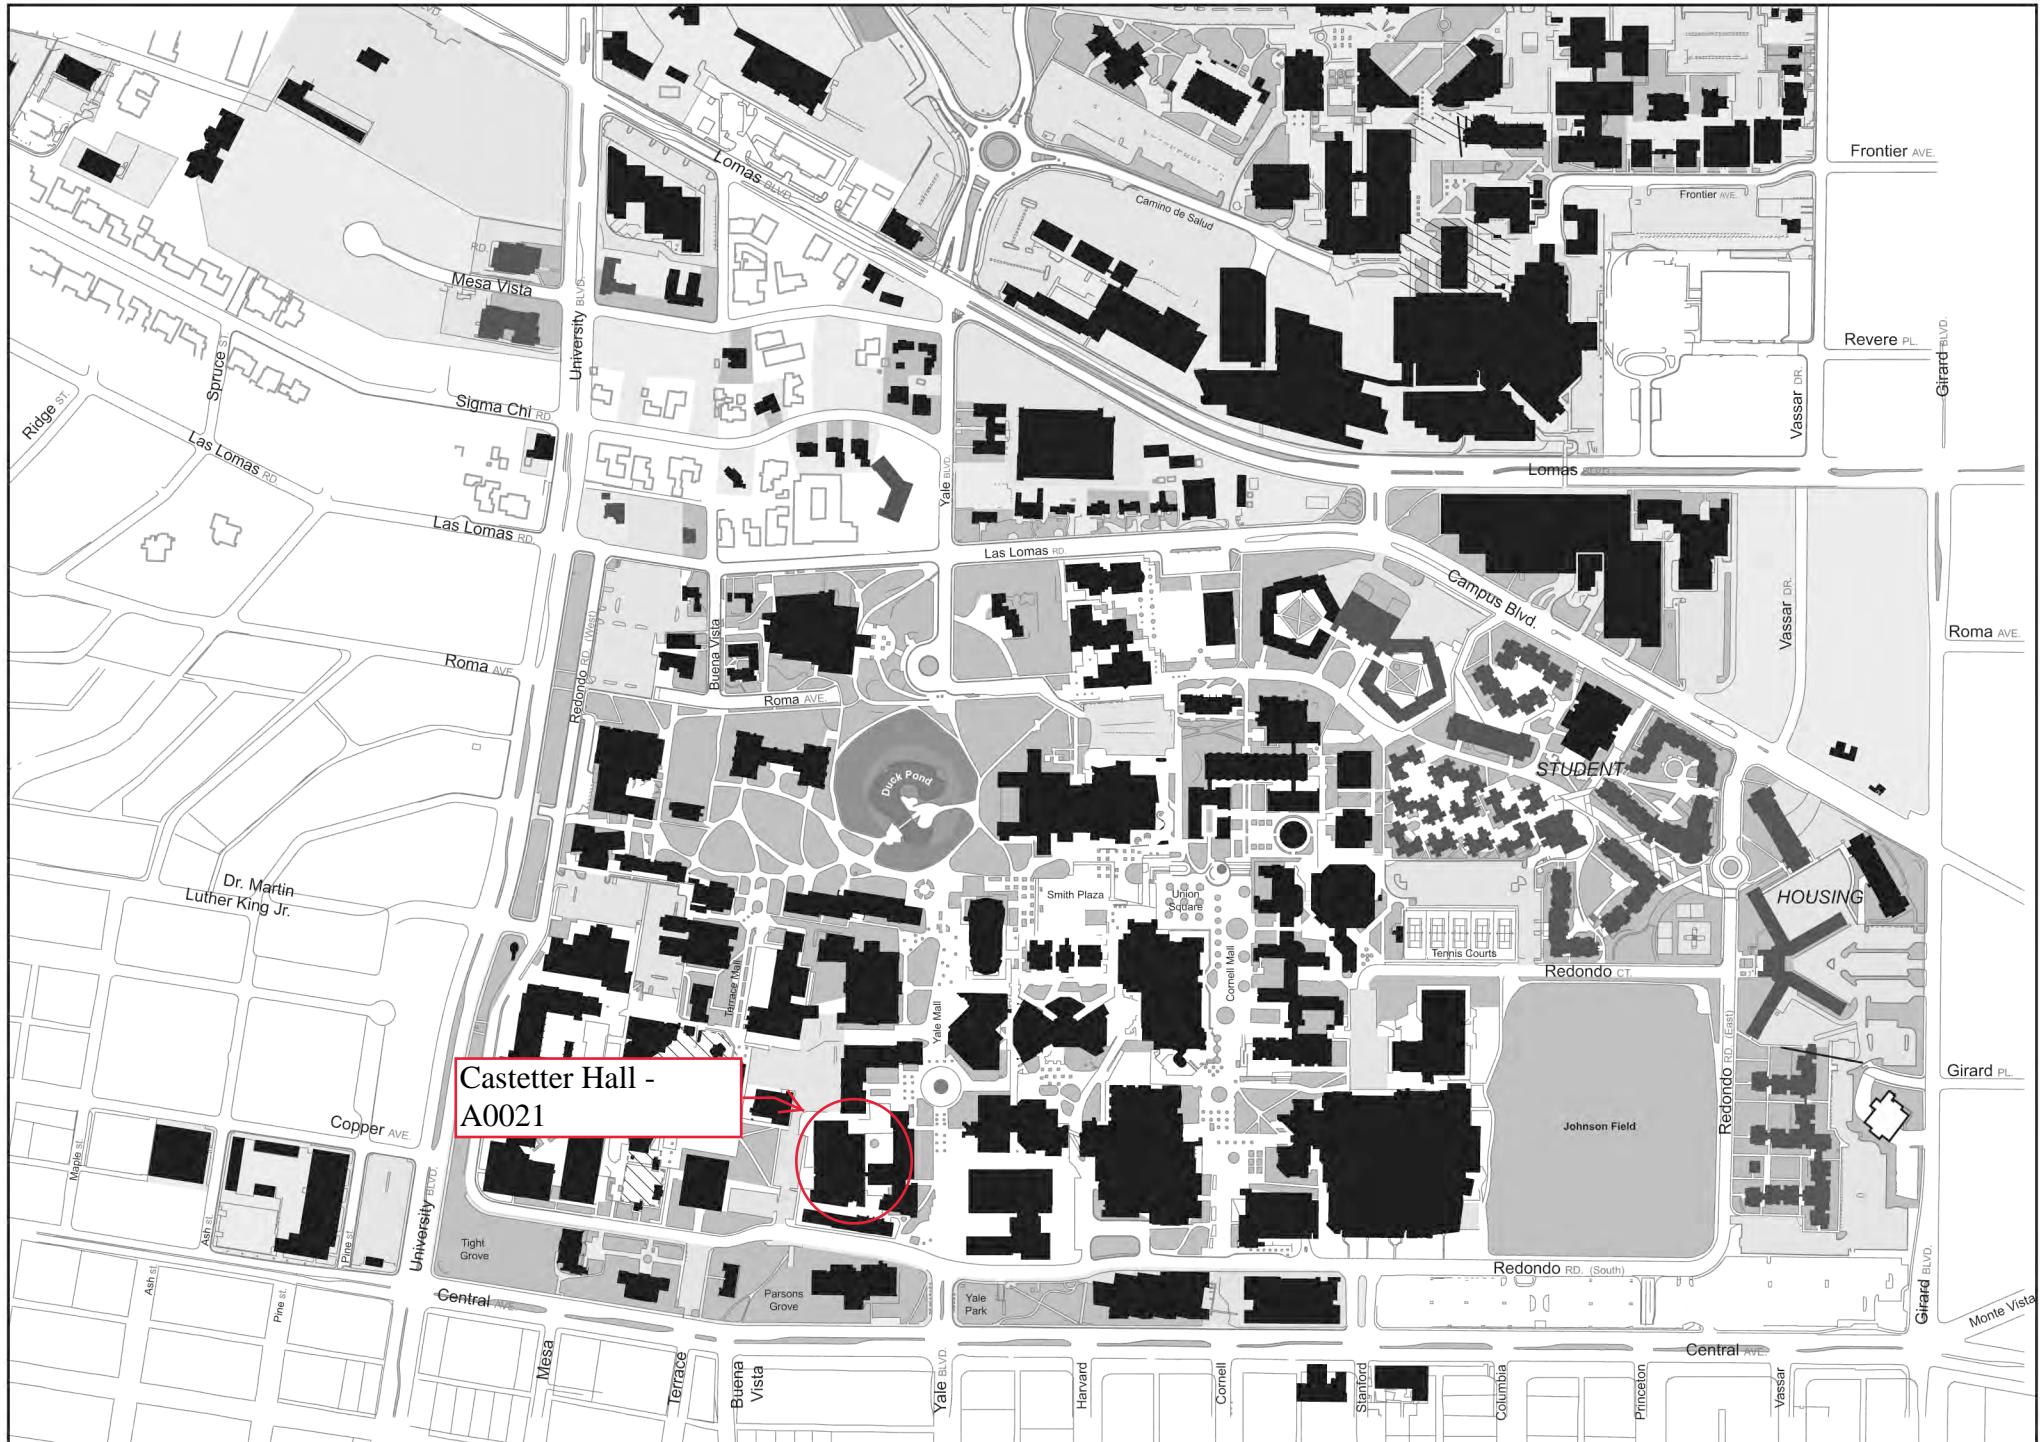 BLVD.
Lomas BLVD.
Frontier AVE.
Frontier AVE.
Camino de Salud
RD.
Mesa Vista
University BLVD.
Revere PL.
Girard BLVD.
Spruce ST.
Vassar DR.
Ridge ST.
Sigma Chi RD.
Las Lomas RD.
Yale BLVD.
Lomas
Las Lomas RD.
Las Lomas RD.
Campus Blvd.
Vassar DR.
Roma AVE.
Roma AVE.
Redondo RD. (West)
Buena Vista
Roma AVE.
Duck Pond
STUDENT
Dr. Martin
Luther King Jr.
Smith Plaza
Union
Square
HOUSING
Tennis Courts
Redondo CT.
Terrace Mall
Cornell Mall
Yale Mall
Redondo RD. (East)
Castetter Hall -
A0021
Girard PL.
Copper AVE.
Maple st.
Johnson Field
University BLVD.
Ash st.
Pine st.
Tight
Grove
Redondo RD. (South)
Ash st.
Pine st.
Central AVE.
Parsons
Grove
Yale
Park
Girard BLVD.
Monte Vista
Central AVE.
Mesa
Terrace
Buena
Vista
Yale BLVD.
Harvard
Cornell
Stanford
Columbia
Princeton
Vassar